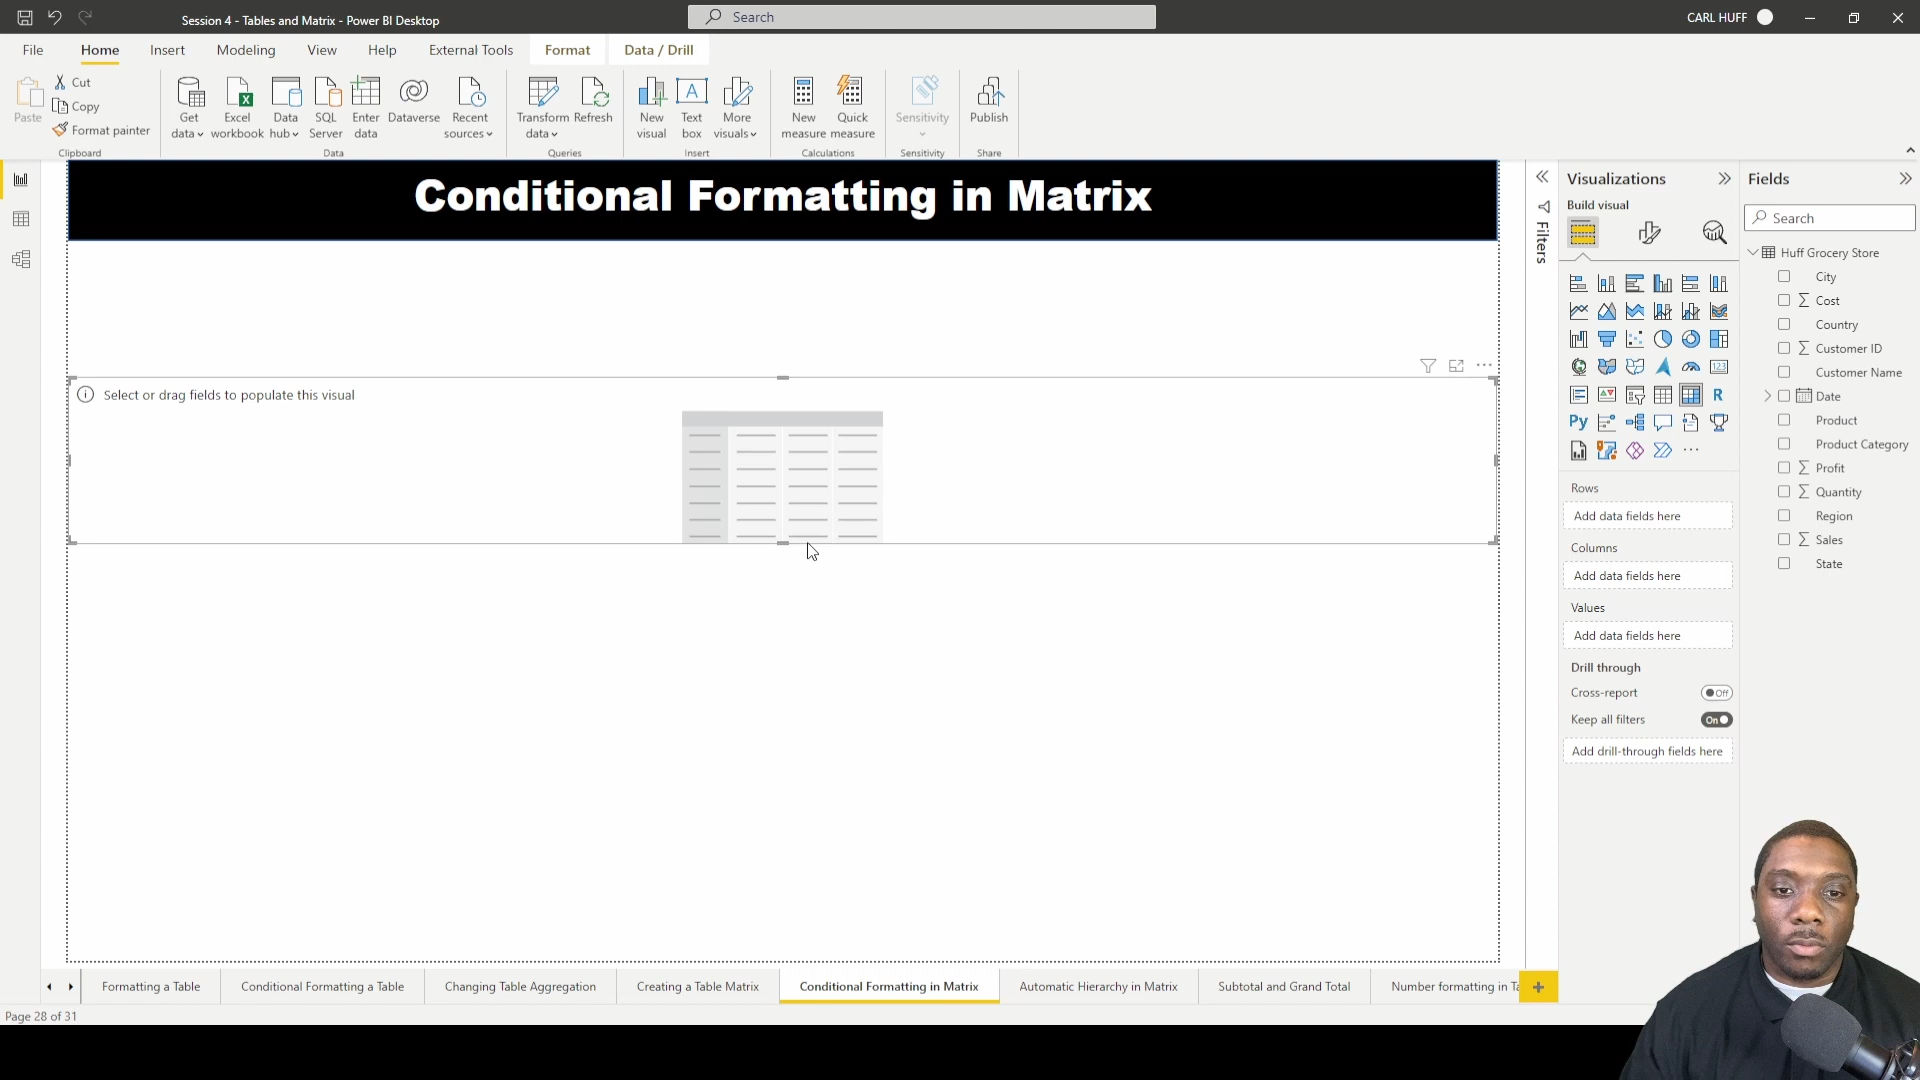 Session 4 - Tables and Matrix - Power BI Desktop
Search
CARL HUFF
File Home Insert Modeling View Help External Tools Format Data / Drill
Paste
Cut
Copy
Format painter
Clipboard
Get data
Excel workbook
Data hub
SQL Server
Enter data
Dataverse
Recent sources
Data
Transform data
Refresh
Queries
New visual
Text box
More visuals
Insert
New measure
Quick measure
Calculations
Sensitivity
Sensitivity
Publish
Share
Conditional Formatting in Matrix
Select or drag fields to populate this visual
Filters
Visualizations
Build visual
123
R
Py
Rows
Add data fields here
Columns
Add data fields here
Values
Add data fields here
Drill through
Cross-report
Off
Keep all filters
On
Add drill-through fields here
Fields
Search
Huff Grocery Store
City
Cost
Country
Customer ID
Customer Name
Date
Product
Product Category
Profit
Quantity
Region
Sales
State
Formatting a Table
Conditional Formatting a Table
Changing Table Aggregation
Creating a Table Matrix
Conditional Formatting in Matrix
Automatic Hierarchy in Matrix
Subtotal and Grand Total
Number formatting in Ta
Page 28 of 31